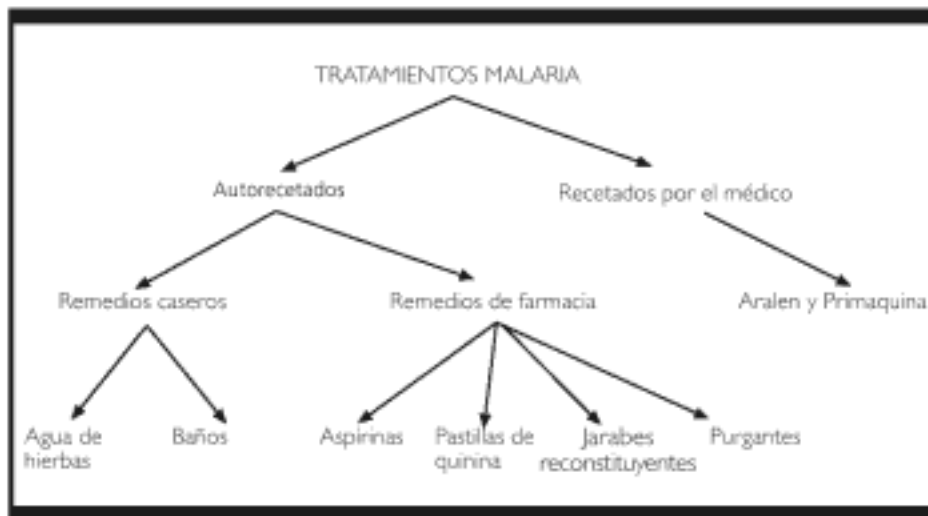 TRATAMIENTOS MALARIA
Autorecetados
Recetados por el médico
Remedios caseros
Remedios de farmacia
Aralen y Primaquina
Agua de
hierbas
Baños
Aspirinas
Pastillas de
quinina
Jarabes
reconstituyentes
Purgantes